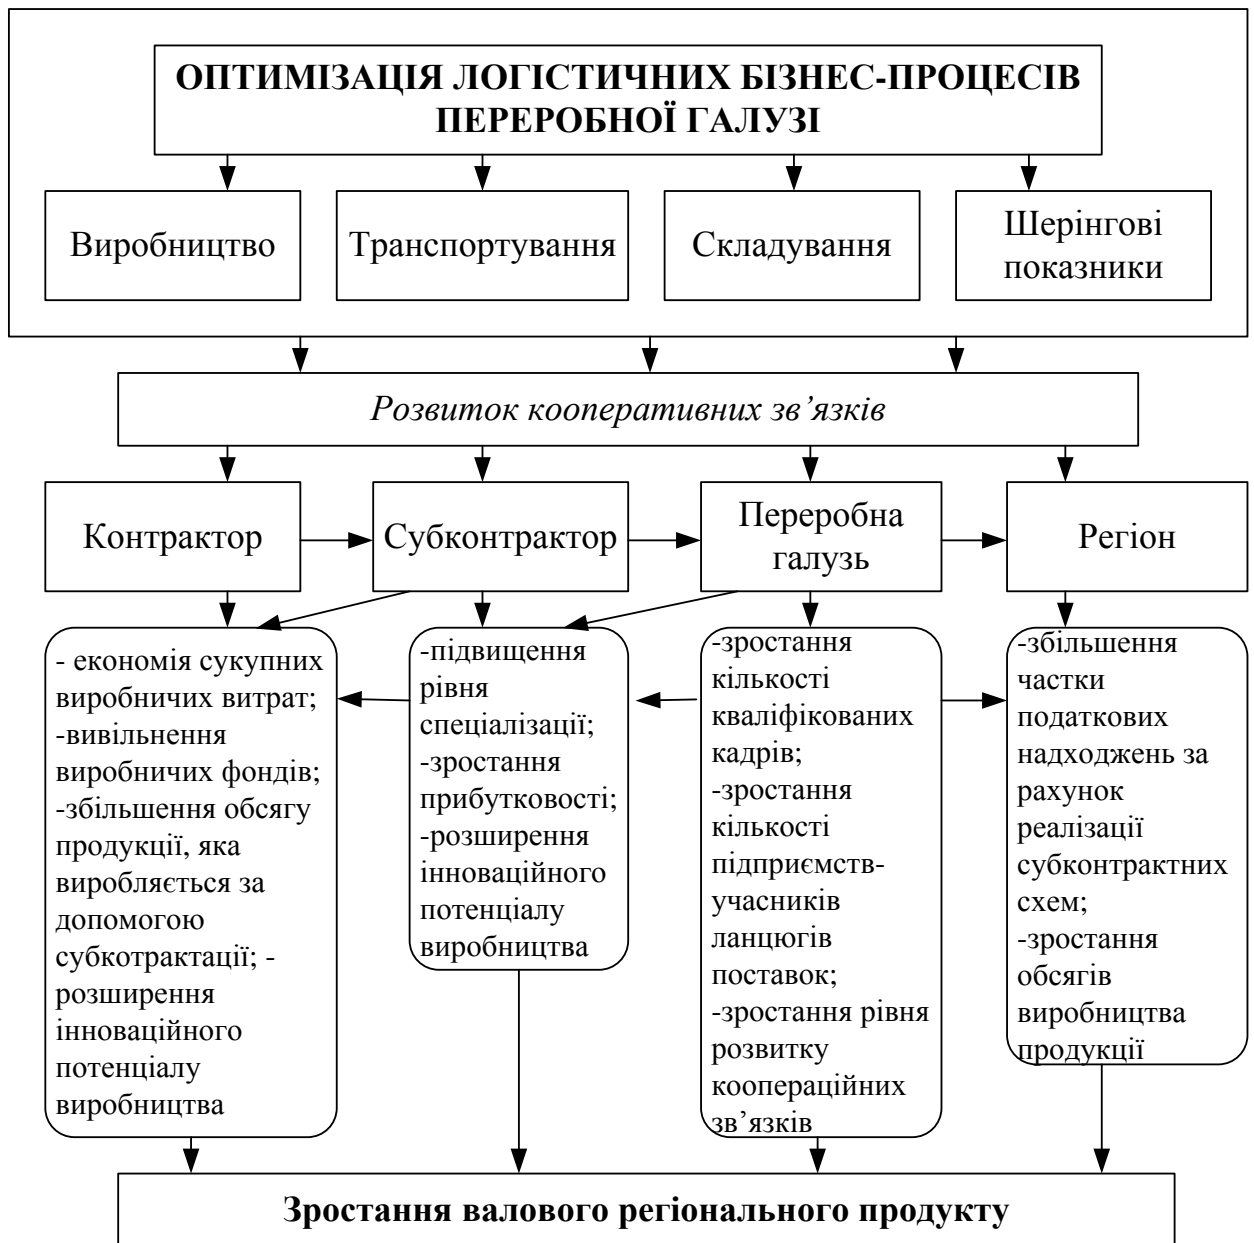 ОПТИМІЗАЦІЯ ЛОГІСТИЧНИХ БІЗНЕС-ПРОЦЕСІВ
ПЕРЕРОБНОЇ ГАЛУЗІ
Виробництво
Транспортування
Складування
Шерінгові
показники
Розвиток кооперативних зв’язків
Контрактор
Субконтрактор
Переробна
галузь
Регіон
- економія сукупних
виробничих витрат;
-вивільнення
виробничих фондів;
-збільшення обсягу
продукції, яка
виробляється за
допомогою
субкотрактації; -
розширення
інноваційного
потенціалу
виробництва
-підвищення
рівня
спеціалізації;
-зростання
прибутковості;
-розширення
інноваційного
потенціалу
виробництва
-зростання
кількості
кваліфікованих
кадрів;
-зростання
кількості
підприємств-
учасників
ланцюгів
поставок;
-зростання рівня
розвитку
коопераційних
зв’язків
-збільшення
частки
податкових
надходжень за
рахунок
реалізації
субконтрактних
схем;
-зростання
обсягів
виробництва
продукції
Зростання валового регіонального продукту